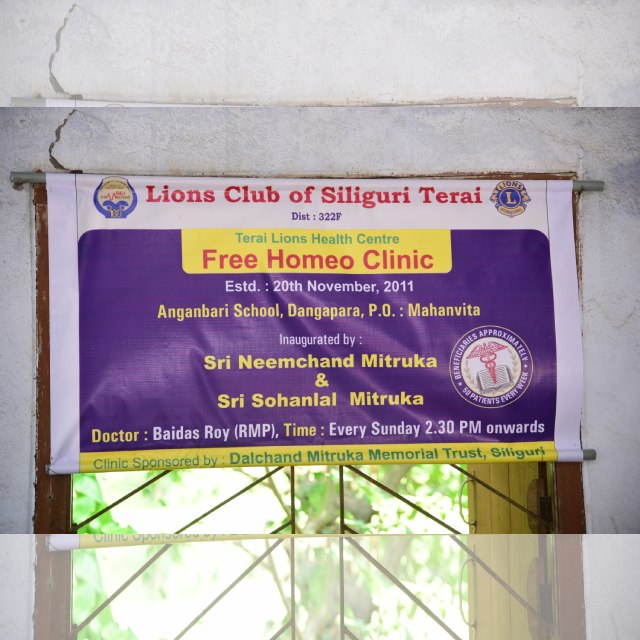 Lions Club of Siliguri Terai
Dist : 322F
Terai Lions Health Centre
Free Homeo Clinic
Estd. : 20th November, 2011
Anganbari School, Dangapara, P.O. : Mahanvita
Inaugurated by :
Sri Neemchand Mitruka
&
Sri Sohanlal Mitruka
BENEFICIARIES APPROXIMATELY
50 PATIENTS EVERY WEEK
Doctor : Baidas Roy (RMP), Time : Every Sunday 2.30 PM onwards
Clinic Sponsored by : Dalchand Mitruka Memorial Trust, Siliguri
LIONS
L
INTERNATIONAL